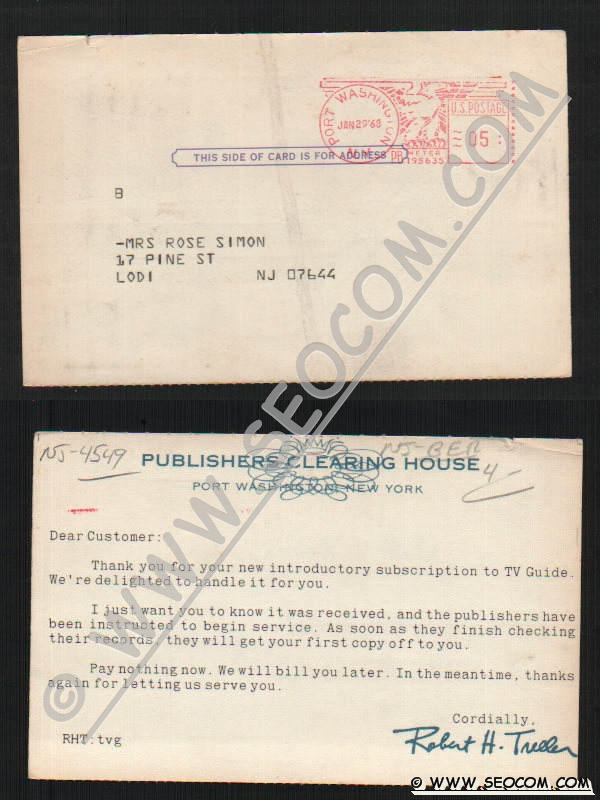 PORT WASHINGTON
JAN 29 '68
N.Y.
U.S. POSTAGE
05
PB METER
195635
THIS SIDE OF CARD IS FOR ADDRESS
B
-MRS ROSE SIMON
17 PINE ST
LODI NJ 07644
NJ-4549
NJ-BER
4-
PUBLISHERS CLEARING HOUSE
PORT WASHINGTON, NEW YORK
Dear Customer:
Thank you for your new introductory subscription to TV Guide.
We're delighted to handle it for you.
I just want you to know it was received, and the publishers have
been instructed to begin service. As soon as they finish checking
their records, they will get your first copy off to you.
Pay nothing now. We will bill you later. In the meantime, thanks
again for letting us serve you.
Cordially,
RHT:tvg
Robert H. Treller
© WWW.SEOCOM.COM
© WWW.SEOCOM.COM